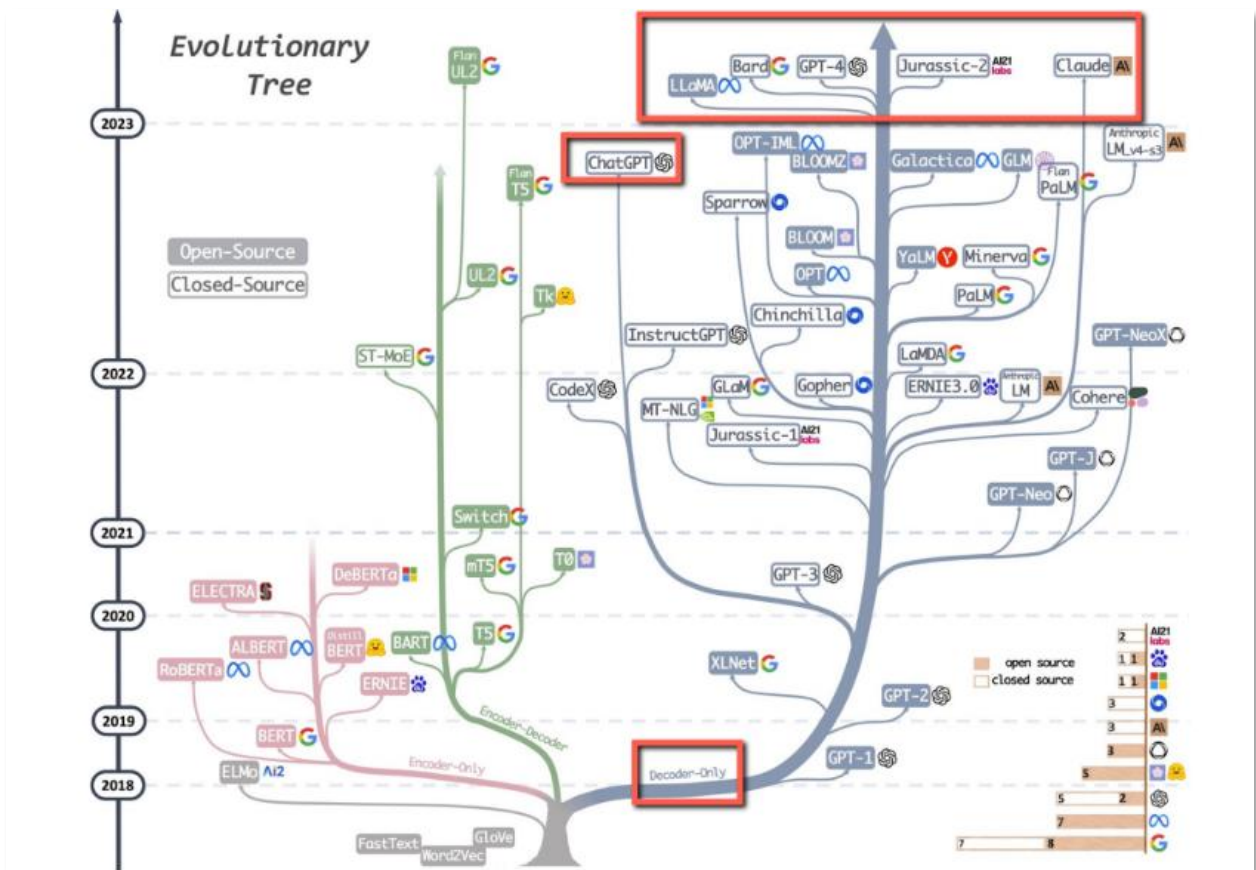 Evolutionary
Tree
Flan
UL2
Bard
GPT-4
Jurassic-2
AI21
labs
Claude
A\
LLaMA
2023
OPT-IML
Anthropic
LM_v4-s3
A\
ChatGPT
BLOOMZ
Galactica
GLM
Flan
T5
Flan
PaLM
Sparrow
Open-Source
BLOOM
Closed-Source
UL2
OPT
YaLM
Minerva
Tk
PaLM
Chinchilla
InstructGPT
GPT-NeoX
ST-MoE
LaMDA
2022
CodeX
GLaM
Gopher
ERNIE3.0
Anthropic
LM
A\
Cohere
MT-NLG
Jurassic-1
AI21
labs
GPT-J
GPT-Neo
Switch
2021
DeBERTa
mT5
T0
GPT-3
ELECTRA
2020
ALBERT
Distill
BERT
BART
T5
2
AI21
labs
RoBERTa
XLNet
open source
1 1
ERNIE
closed source
1 1
GPT-2
3
2019
BERT
Encoder-Decoder
3
A\
Encoder-Only
3
ELMo
Ai2
Decoder-Only
GPT-1
5
2018
5 2
FastText
GloVe
7
Word2Vec
7 8